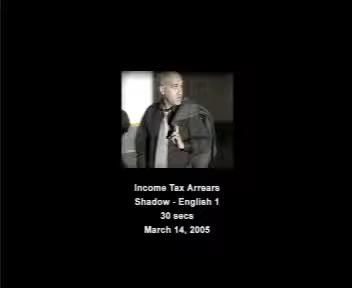 Income Tax Arrears
Shadow - English 1
30 secs
March 14, 2005